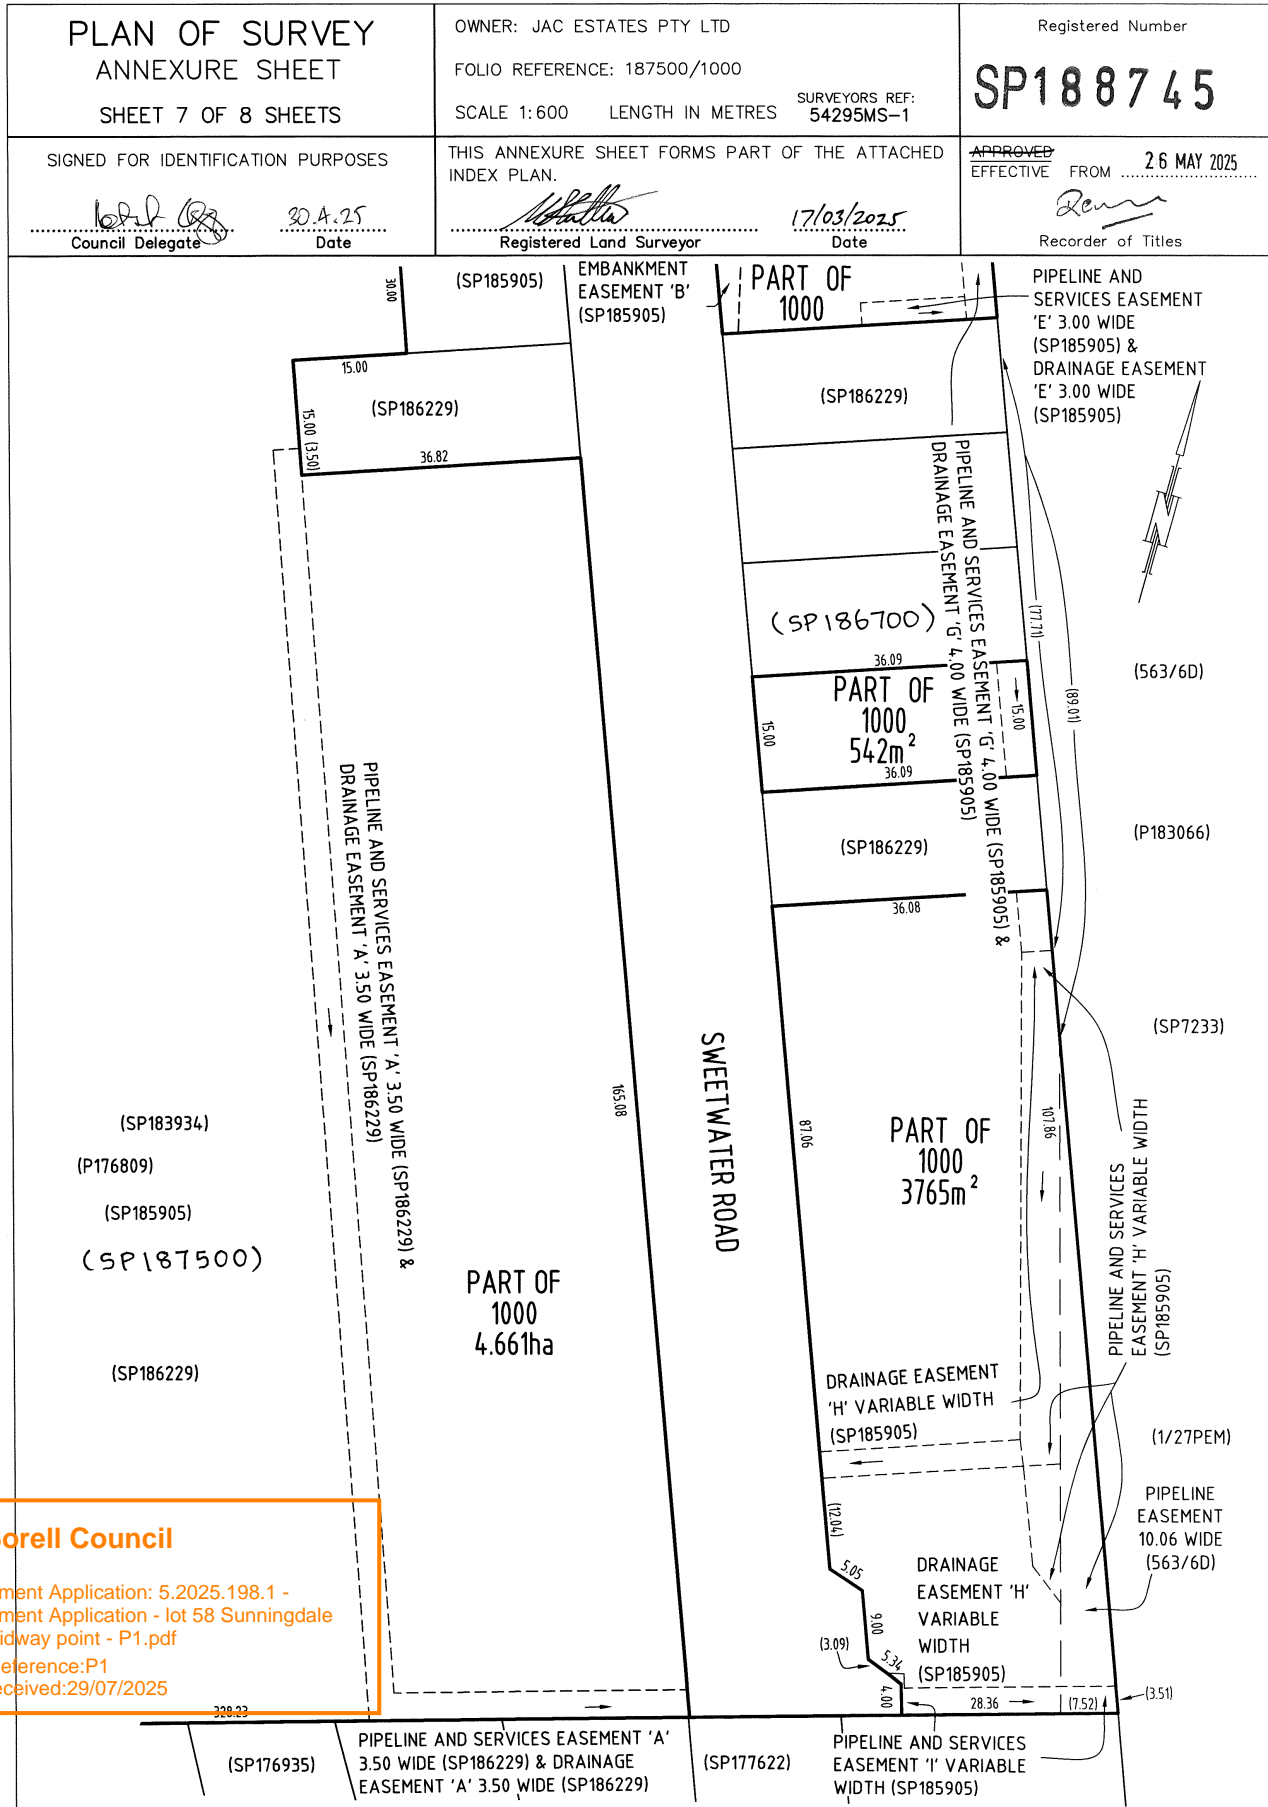 PLAN OF SURVEY
ANNEXURE SHEET
SHEET 7 OF 8 SHEETS
OWNER: JAC ESTATES PTY LTD
FOLIO REFERENCE: 187500/1000
SCALE 1:600 LENGTH IN METRES
SURVEYORS REF:
54295MS-1
Registered Number
SP188745
SIGNED FOR IDENTIFICATION PURPOSES
30.4.25
Council Delegate Date
THIS ANNEXURE SHEET FORMS PART OF THE ATTACHED
INDEX PLAN.
17/03/2025
Registered Land Surveyor Date
APPROVED
EFFECTIVE FROM 26 MAY 2025
Recorder of Titles
30.00
(SP185905)
EMBANKMENT
EASEMENT 'B'
(SP185905)
PART OF
1000
PIPELINE AND
SERVICES EASEMENT
'E' 3.00 WIDE
(SP185905) &
DRAINAGE EASEMENT
'E' 3.00 WIDE
(SP185905)
15.00
(SP186229)
15.00 (3.50)
36.82
(SP186229)
PIPELINE AND SERVICES EASEMENT 'G' 4.00 WIDE (SP185905) &
DRAINAGE EASEMENT 'G' 4.00 WIDE (SP185905)
(77.71)
(89.01)
(SP186700)
36.09
PART OF
1000
542m²
36.09
15.00
15.00
(563/6D)
(P183066)
(SP186229)
36.08
(SP7233)
PIPELINE AND SERVICES EASEMENT 'A' 3.50 WIDE (SP186229) &
DRAINAGE EASEMENT 'A' 3.50 WIDE (SP186229)
165.08
SWEETWATER ROAD
87.06
PART OF
1000
3765m²
107.86
PIPELINE AND SERVICES
EASEMENT 'H' VARIABLE WIDTH
(SP185905)
(SP183934)
(P176809)
(SP185905)
(SP187500)
(SP186229)
PART OF
1000
4.661ha
DRAINAGE EASEMENT
'H' VARIABLE WIDTH
(SP185905)
(1/27PEM)
PIPELINE
EASEMENT
10.06 WIDE
(563/6D)
(12.04)
5.05
9.00
(3.09)
5.34
4.00
DRAINAGE
EASEMENT 'H'
VARIABLE
WIDTH
(SP185905)
28.36
(7.52)
(3.51)
orell Council
ment Application: 5.2025.198.1 -
ment Application - lot 58 Sunningdale
idway point - P1.pdf
eference:P1
eceived:29/07/2025
328.23
(SP176935)
PIPELINE AND SERVICES EASEMENT 'A'
3.50 WIDE (SP186229) & DRAINAGE
EASEMENT 'A' 3.50 WIDE (SP186229)
(SP177622)
PIPELINE AND SERVICES
EASEMENT 'I' VARIABLE
WIDTH (SP185905)